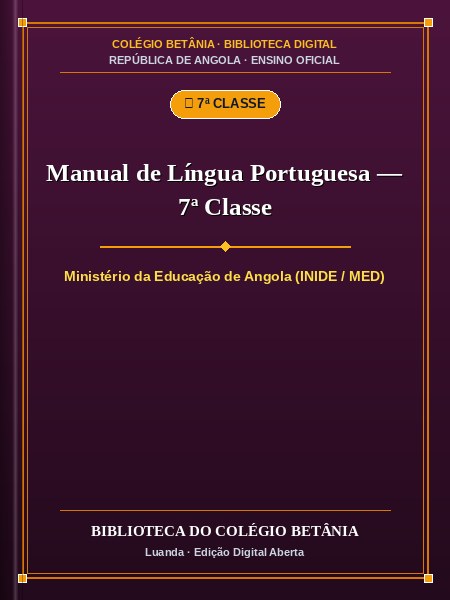 COLÉGIO BETÂNIA · BIBLIOTECA DIGITAL
REPÚBLICA DE ANGOLA · ENSINO OFICIAL
7ª CLASSE
Manual de Língua Portuguesa —
7ª Classe
Ministério da Educação de Angola (INIDE / MED)
BIBLIOTECA DO COLÉGIO BETÂNIA
Luanda · Edição Digital Aberta